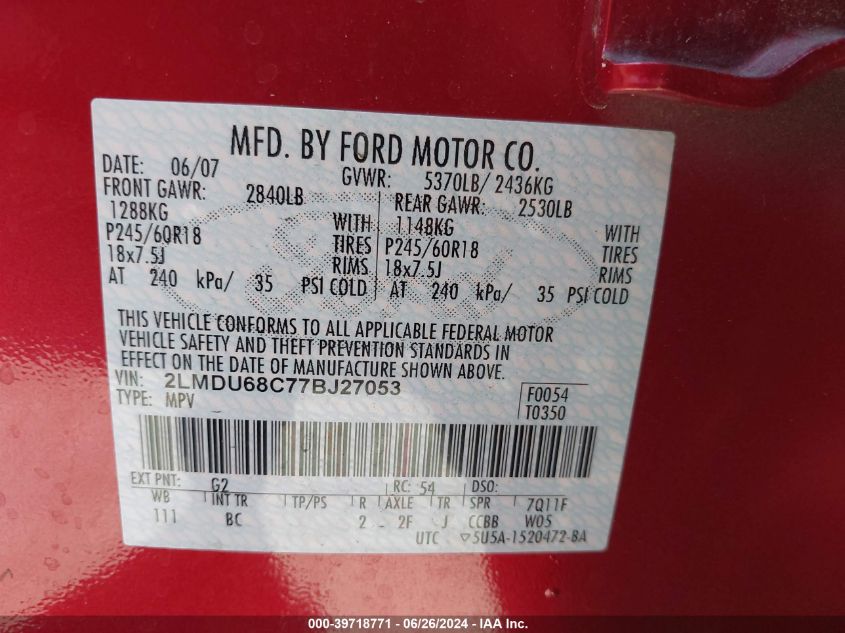 MFD. BY FORD MOTOR CO.
DATE: 06/07 GVWR: 5370LB/ 2436KG
FRONT GAWR: 2840LB REAR GAWR: 2530LB
1288KG WITH 1148KG WITH
P245/60R18 TIRES P245/60R18 TIRES
18x7.5J RIMS 18x7.5J RIMS
AT 240 kPa/ 35 PSI COLD AT 240 kPa/ 35 PSI COLD
Ford
THIS VEHICLE CONFORMS TO ALL APPLICABLE FEDERAL MOTOR
VEHICLE SAFETY AND THEFT PREVENTION STANDARDS IN
EFFECT ON THE DATE OF MANUFACTURE SHOWN ABOVE.
VIN: 2LMDU68C77BJ27053 F0054
TYPE: MPV T0350
EXT PNT: G2 RC: 54 DSO:
WB INT TR TP/PS R AXLE TR SPR 7Q11F
111 BC 2 2F J CCBB W05
UTC ▽5U5A-1520472-BA
000-39718771 - 06/26/2024 - IAA Inc.